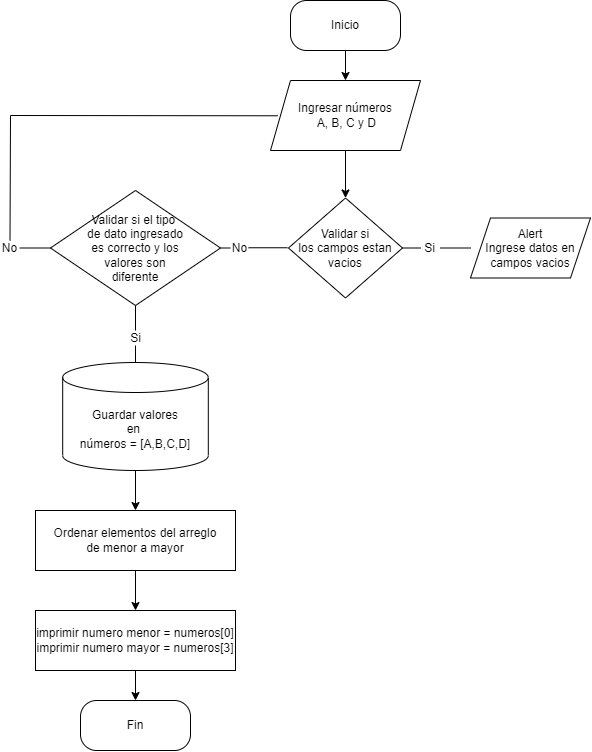 Inicio
Ingresar números
A, B, C y D
Validar si el tipo
de dato ingresado
es correcto y los
valores son
diferente
No
No
Validar si
los campos estan
vacios
Si
Alert
Ingrese datos en
campos vacios
Si
Guardar valores
en
números = [A,B,C,D]
Ordenar elementos del arreglo
de menor a mayor
imprimir numero menor = numeros[0]
imprimir numero mayor = numeros[3]
Fin